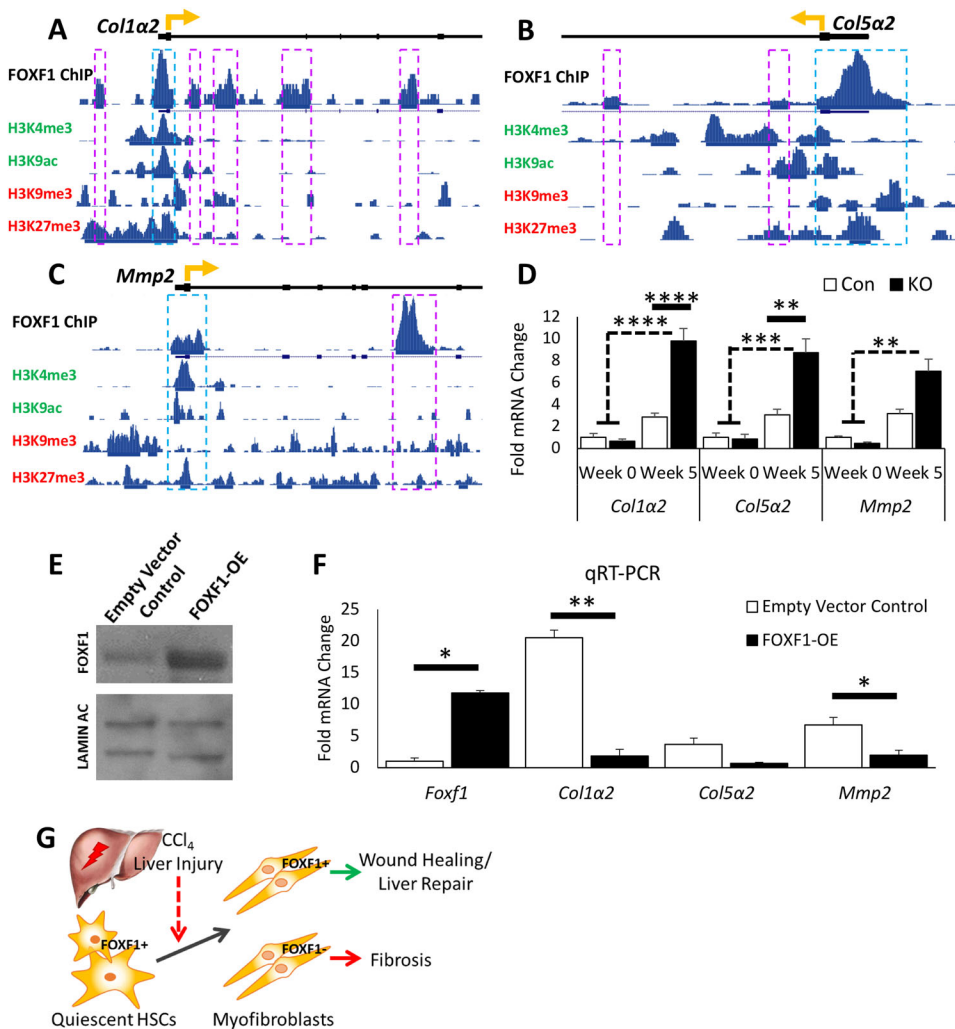 A
Col1α2
FOXF1 ChIP
H3K4me3
H3K9ac
H3K9me3
H3K27me3
B
Col5α2
FOXF1 ChIP
H3K4me3
H3K9ac
H3K9me3
H3K27me3
C
Mmp2
FOXF1 ChIP
H3K4me3
H3K9ac
H3K9me3
H3K27me3
D
Con
KO
Fold mRNA Change
12
10
8
6
4
2
0
****
****
***
**
**
Week 0 Week 5 Week 0 Week 5 Week 0 Week 5
Col1α2 Col5α2 Mmp2
E
Empty Vector
Control
FOXF1-OE
FOXF1
LAMIN AC
F
qRT-PCR
Empty Vector Control
FOXF1-OE
Fold mRNA Change
25
20
15
10
5
0
*
**
*
Foxf1 Col1α2 Col5α2 Mmp2
G
CCl4
Liver Injury
FOXF1+
Quiescent HSCs
FOXF1+
Wound Healing/
Liver Repair
FOXF1-
Fibrosis
Myofibroblasts